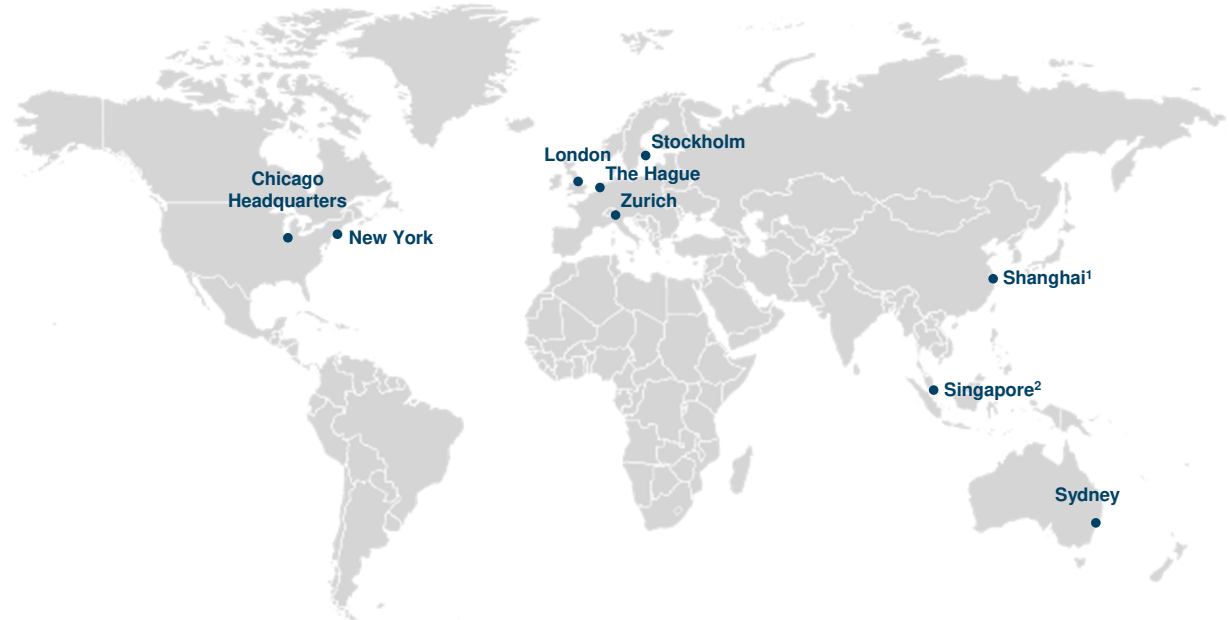 Stockholm
London
The Hague
Chicago
Headquarters
Zurich
New York
Shanghai¹
Singapore²
Sydney